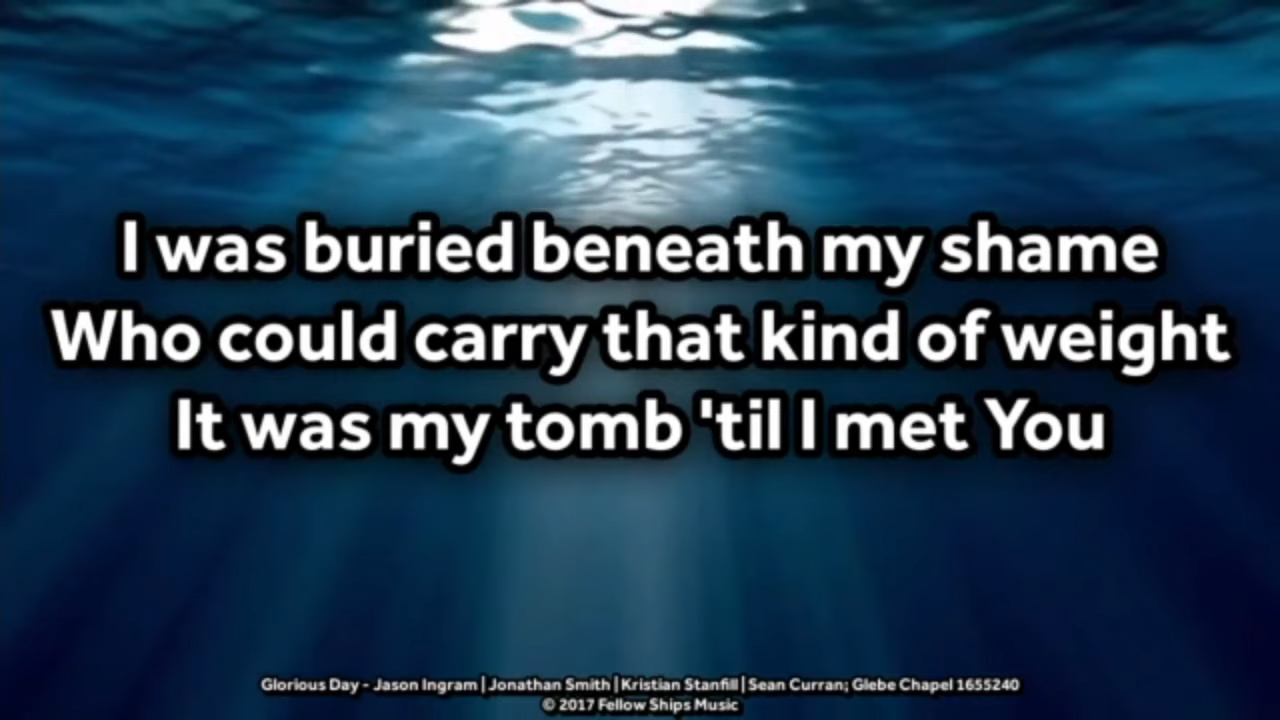 I was buried beneath my shame
Who could carry that kind of weight
It was my tomb 'til I met You
Glorious Day - Jason Ingram | Jonathan Smith | Kristian Stanfill | Sean Curran; Glebe Chapel 1655240
© 2017 Fellow Ships Music